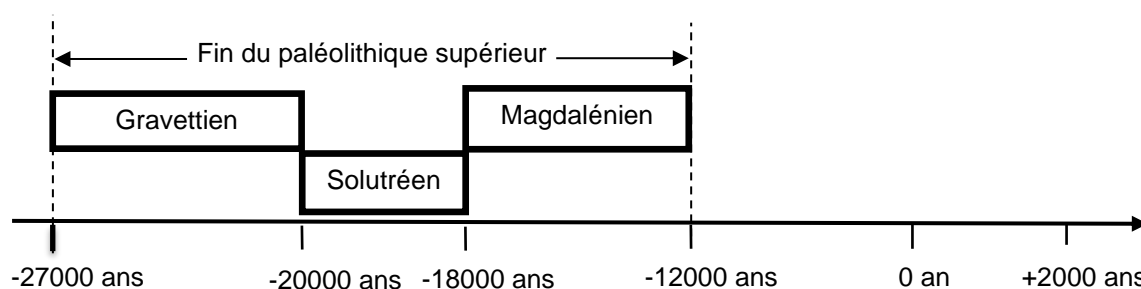 Fin du paléolithique supérieur
Gravettien
Magdalénien
Solutréen
-27000 ans
-20000 ans
-18000 ans
-12000 ans
0 an
+2000 ans